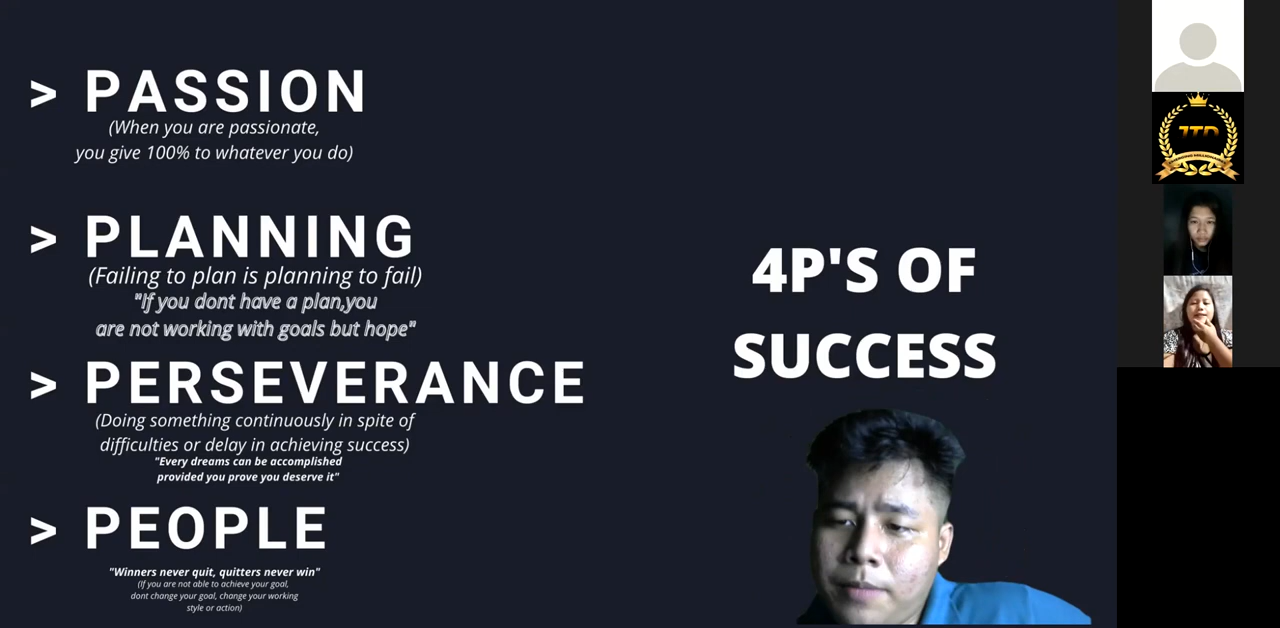 > PASSION
(When you are passionate,
you give 100% to whatever you do)
> PLANNING
(Failing to plan is planning to fail)
"If you dont have a plan,you
are not working with goals but hope"
> PERSEVERANCE
(Doing something continuously in spite of
difficulties or delay in achieving success)
"Every dreams can be accomplished
provided you prove you deserve it"
> PEOPLE
"Winners never quit, quitters never win"
(If you are not able to achieve your goal,
dont change your goal, change your working
style or action)
4P'S OF
SUCCESS